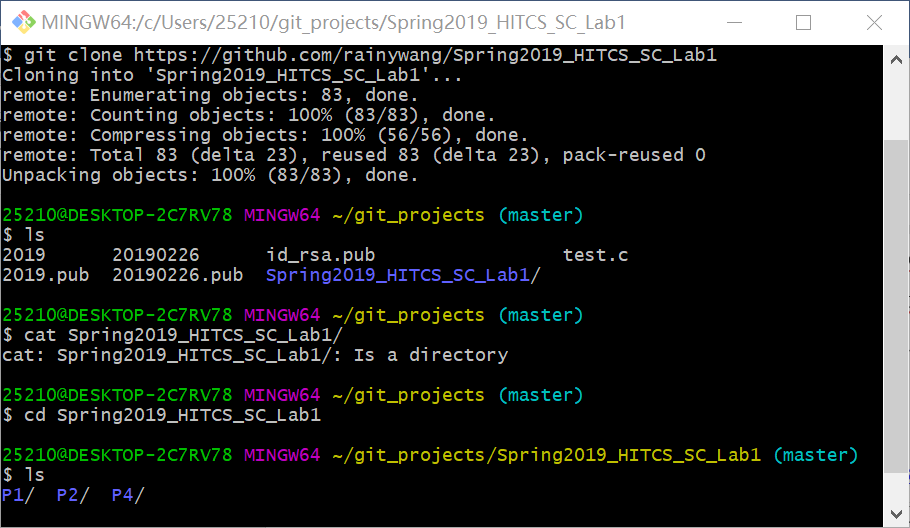 MINGW64:/c/Users/25210/git_projects/Spring2019_HITCS_SC_Lab1
$ git clone https://github.com/rainywang/Spring2019_HITCS_SC_Lab1
Cloning into 'Spring2019_HITCS_SC_Lab1'...
remote: Enumerating objects: 83, done.
remote: Counting objects: 100% (83/83), done.
remote: Compressing objects: 100% (56/56), done.
remote: Total 83 (delta 23), reused 83 (delta 23), pack-reused 0
Unpacking objects: 100% (83/83), done.
25210@DESKTOP-2C7RV78 MINGW64 ~/git_projects (master)
$ ls
2019      20190226      id_rsa.pub                 test.c
2019.pub  20190226.pub  Spring2019_HITCS_SC_Lab1/
25210@DESKTOP-2C7RV78 MINGW64 ~/git_projects (master)
$ cat Spring2019_HITCS_SC_Lab1/
cat: Spring2019_HITCS_SC_Lab1/: Is a directory
25210@DESKTOP-2C7RV78 MINGW64 ~/git_projects (master)
$ cd Spring2019_HITCS_SC_Lab1
25210@DESKTOP-2C7RV78 MINGW64 ~/git_projects/Spring2019_HITCS_SC_Lab1 (master)
$ ls
P1/  P2/  P4/